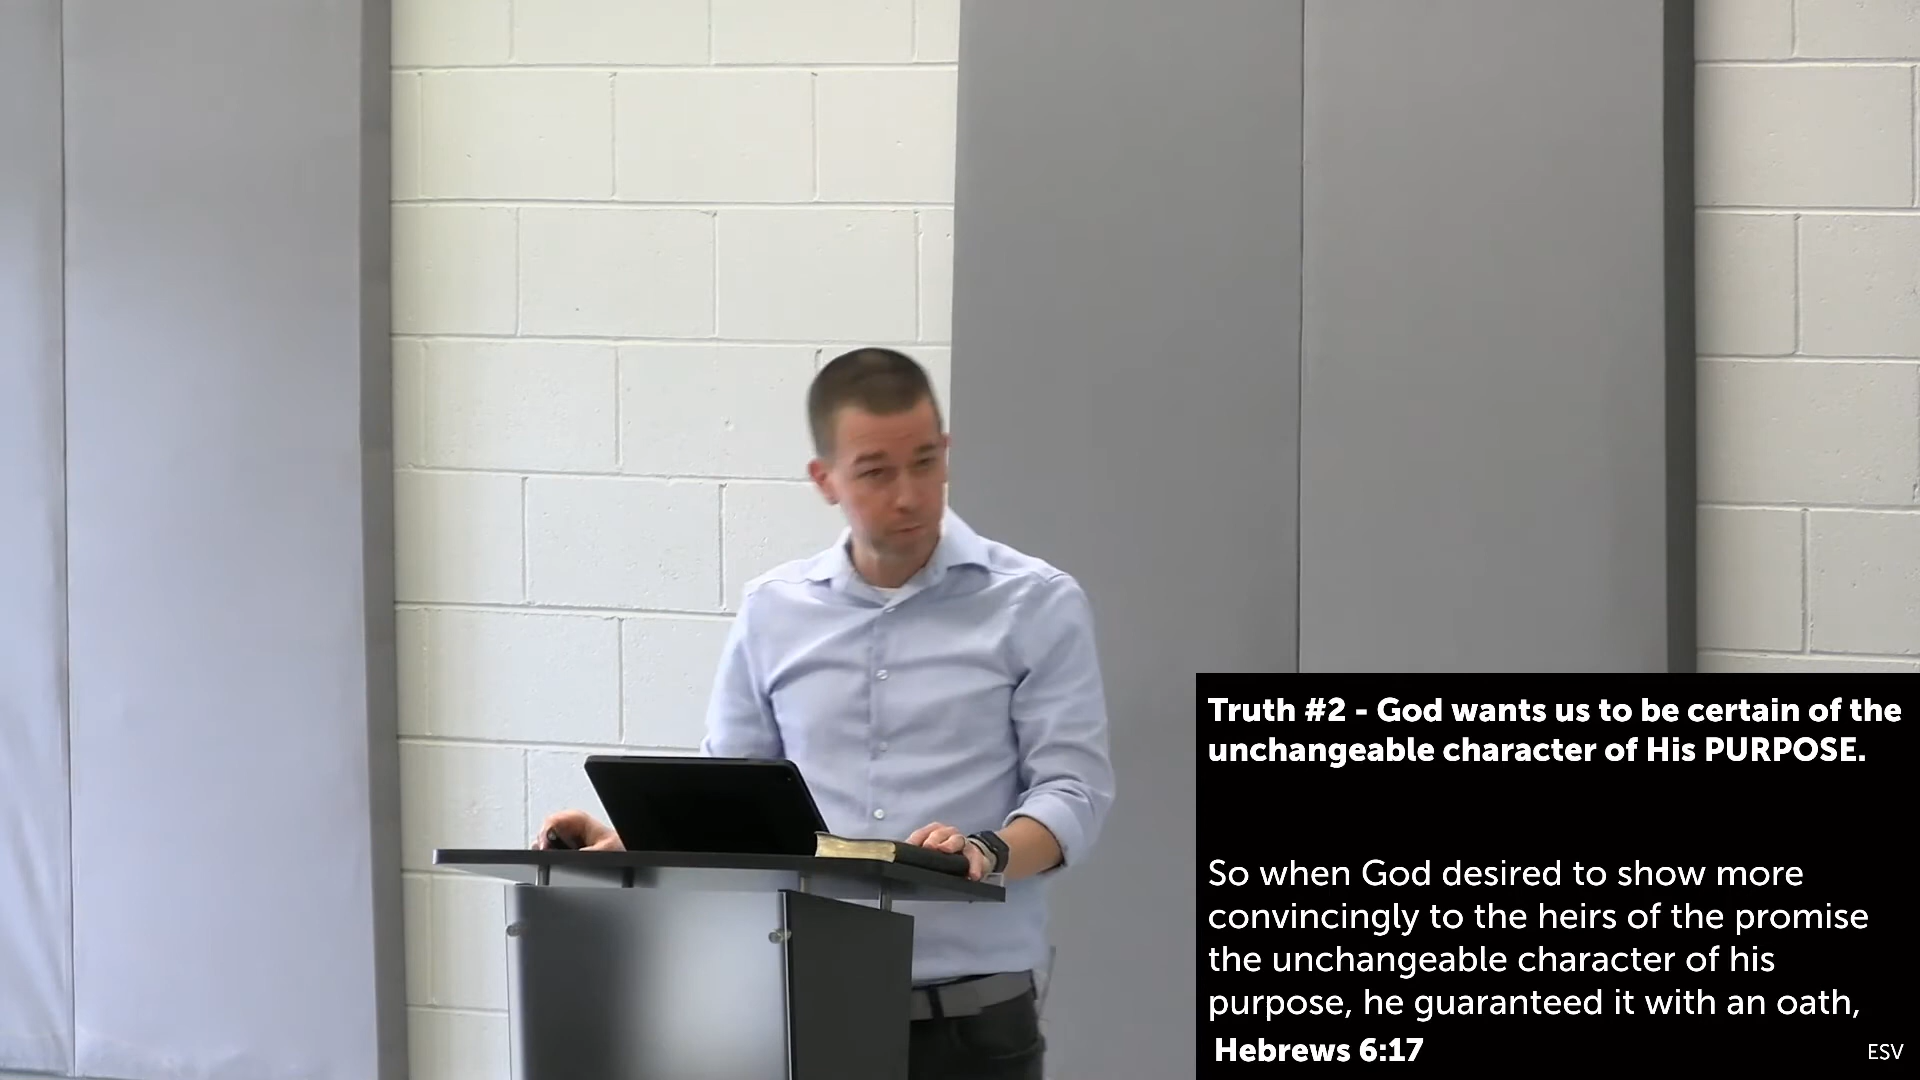 Truth #2 - God wants us to be certain of the
unchangeable character of His PURPOSE.
So when God desired to show more
convincingly to the heirs of the promise
the unchangeable character of his
purpose, he guaranteed it with an oath,
Hebrews 6:17
ESV